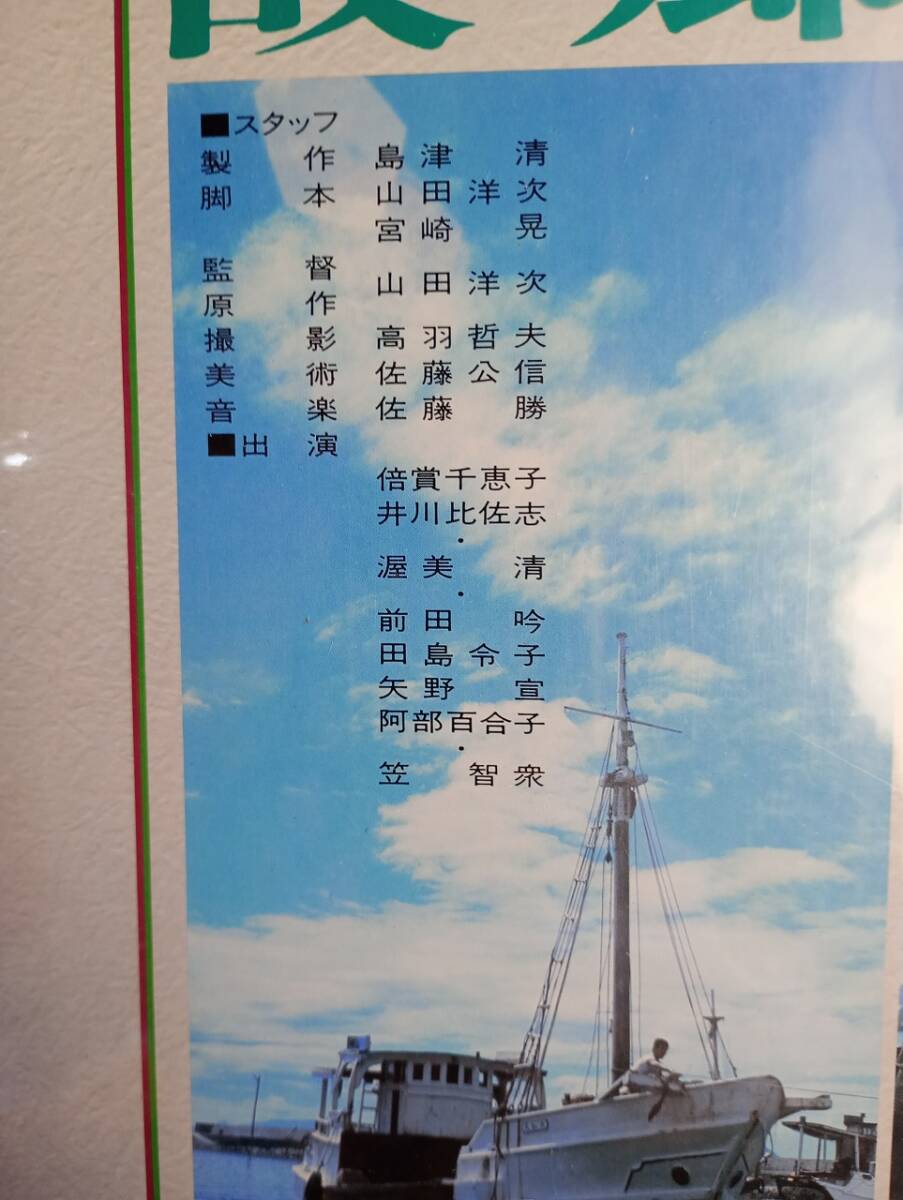 ■スタッフ
製作 島津清
脚本 山田洋次
宮崎晃
監督
原作 山田洋次
撮影 高羽哲夫
美術 佐藤公信
音楽 佐藤勝
■出演
倍賞千恵子
井川比佐志
・
渥美清
・
前田吟
田島令子
矢野宣
阿部百合子
・
笠智衆